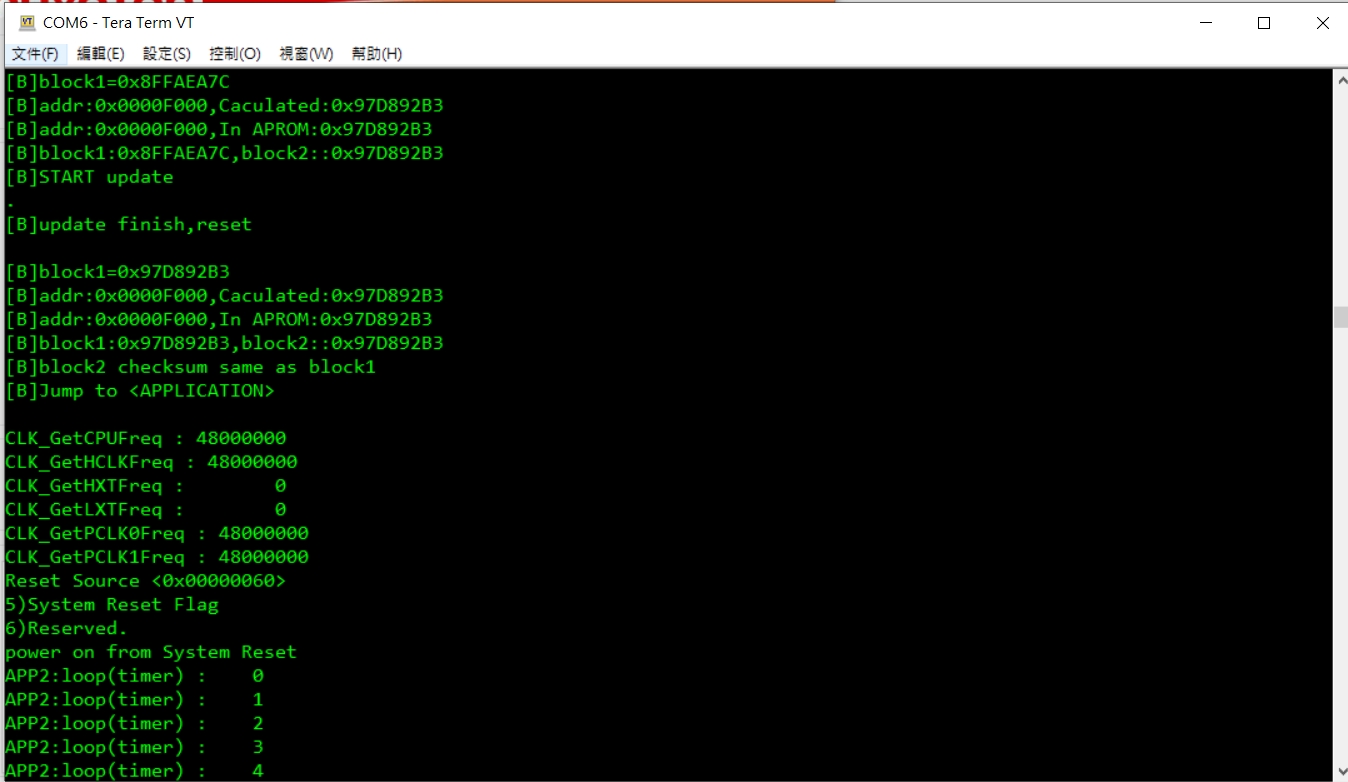 COM6 - Tera Term VT
文件(F) 編輯(E) 設定(S) 控制(O) 視窗(W) 幫助(H)
[B]block1=0x8FFAEA7C
[B]addr:0x0000F000,Caculated:0x97D892B3
[B]addr:0x0000F000,In APROM:0x97D892B3
[B]block1:0x8FFAEA7C,block2::0x97D892B3
[B]START update
.
[B]update finish,reset
[B]block1=0x97D892B3
[B]addr:0x0000F000,Caculated:0x97D892B3
[B]addr:0x0000F000,In APROM:0x97D892B3
[B]block1:0x97D892B3,block2::0x97D892B3
[B]block2 checksum same as block1
[B]Jump to <APPLICATION>
CLK_GetCPUFreq : 48000000
CLK_GetHCLKFreq : 48000000
CLK_GetHXTFreq :        0
CLK_GetLXTFreq :        0
CLK_GetPCLK0Freq : 48000000
CLK_GetPCLK1Freq : 48000000
Reset Source <0x00000060>
5)System Reset Flag
6)Reserved.
power on from System Reset
APP2:loop(timer) :    0
APP2:loop(timer) :    1
APP2:loop(timer) :    2
APP2:loop(timer) :    3
APP2:loop(timer) :    4